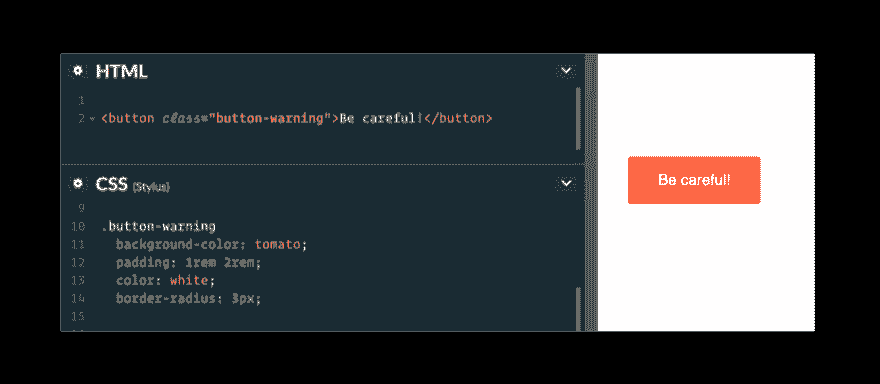 HTML
1
2 <button class="button-warning">Be careful!</button>
CSS (Stylus)
9
10 .button-warning
11 background-color: tomato;
12 padding: 1rem 2rem;
13 color: white;
14 border-radius: 3px;
15
Be careful!